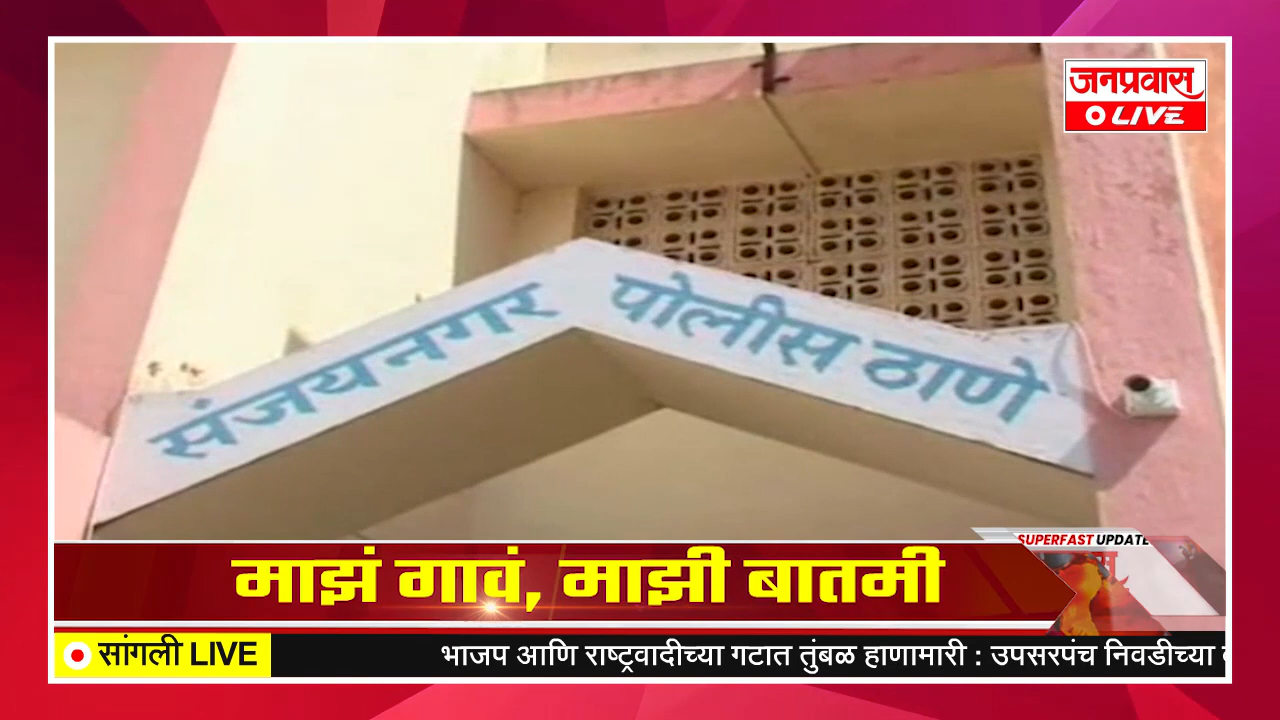 जनप्रवास
LIVE
संजयनगर पोलीस ठाणे
SUPERFAST UPDATE
माझं गावं, माझी बातमी
सांगली LIVE
भाजप आणि राष्ट्रवादीच्या गटात तुंबळ हाणामारी : उपसरपंच निवडीच्या